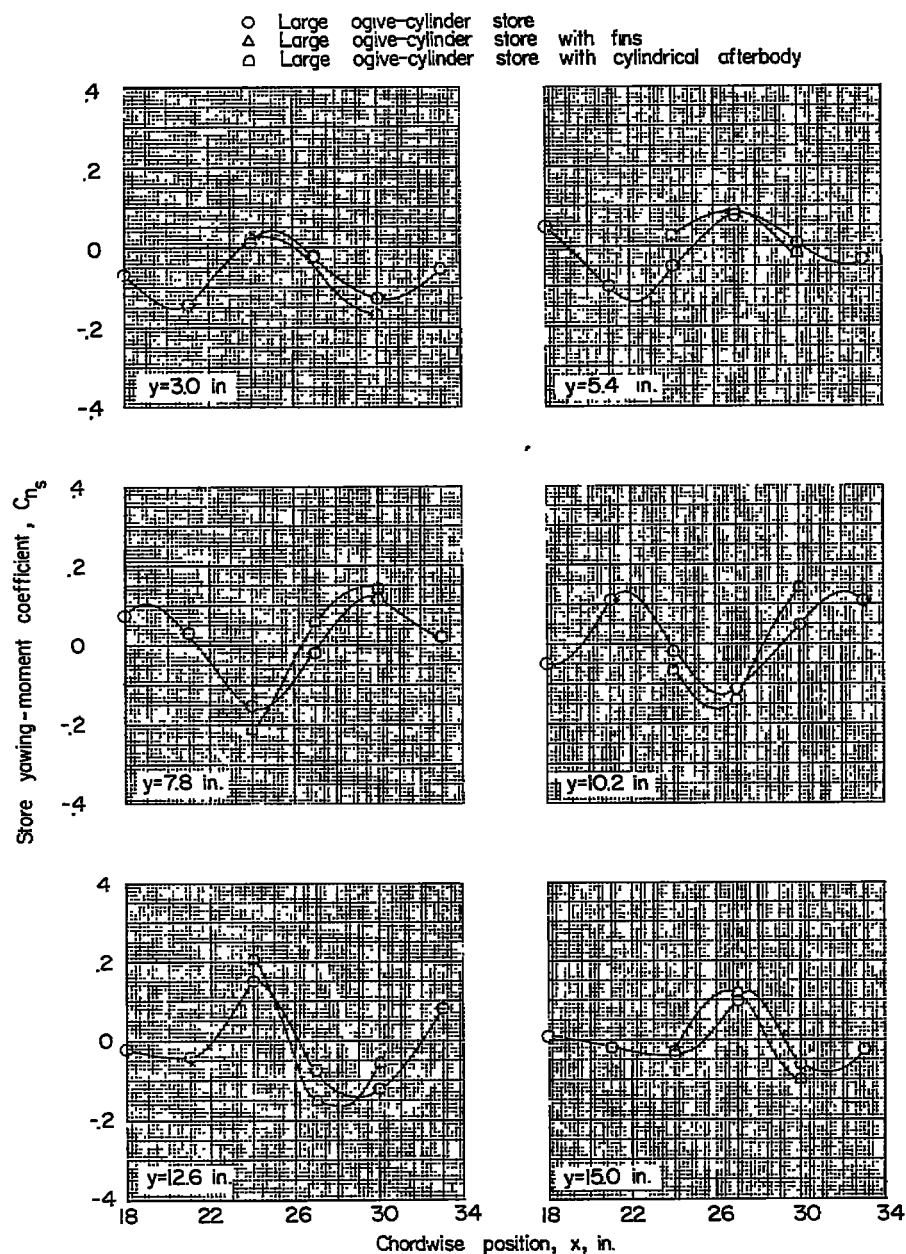 Large ogive-cylinder store
Large ogive-cylinder store with fins
Large ogive-cylinder store with cylindrical afterbody
.4
.2
0
-.2
-.4
y=3.0 in
y=5.4 in.
Store yawing-moment coefficient, Cns
.4
.2
0
-.2
-.4
y=7.8 in.
y=10.2 in
.4
.2
0
-.2
-.4
y=12.6 in.
y=15.0 in.
18 22 26 30 34 18 22 26 30 34
Chordwise position, x, in.